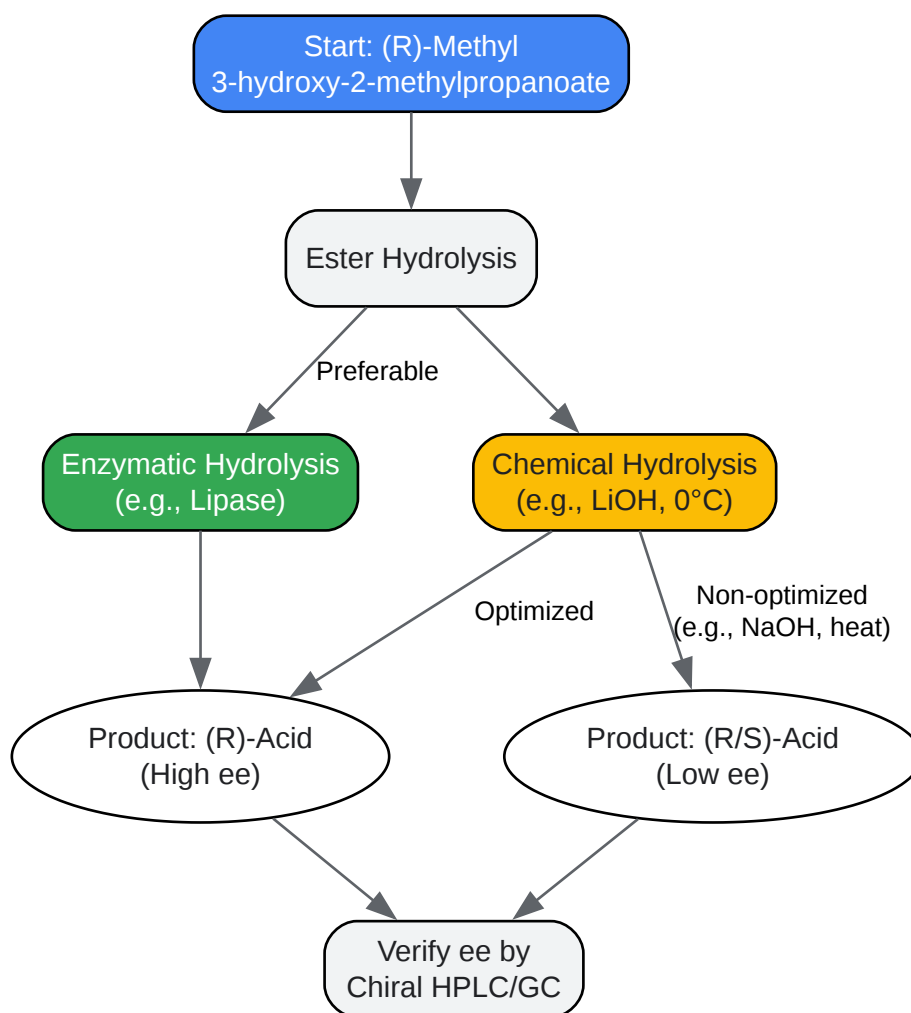 Start: (R)-Methyl
3-hydroxy-2-methylpropanoate
Ester Hydrolysis
Preferable
Enzymatic Hydrolysis
(e.g., Lipase)
Chemical Hydrolysis
(e.g., LiOH, 0°C)
Optimized
Non-optimized
(e.g., NaOH, heat)
Product: (R)-Acid
(High ee)
Product: (R/S)-Acid
(Low ee)
Verify ee by
Chiral HPLC/GC